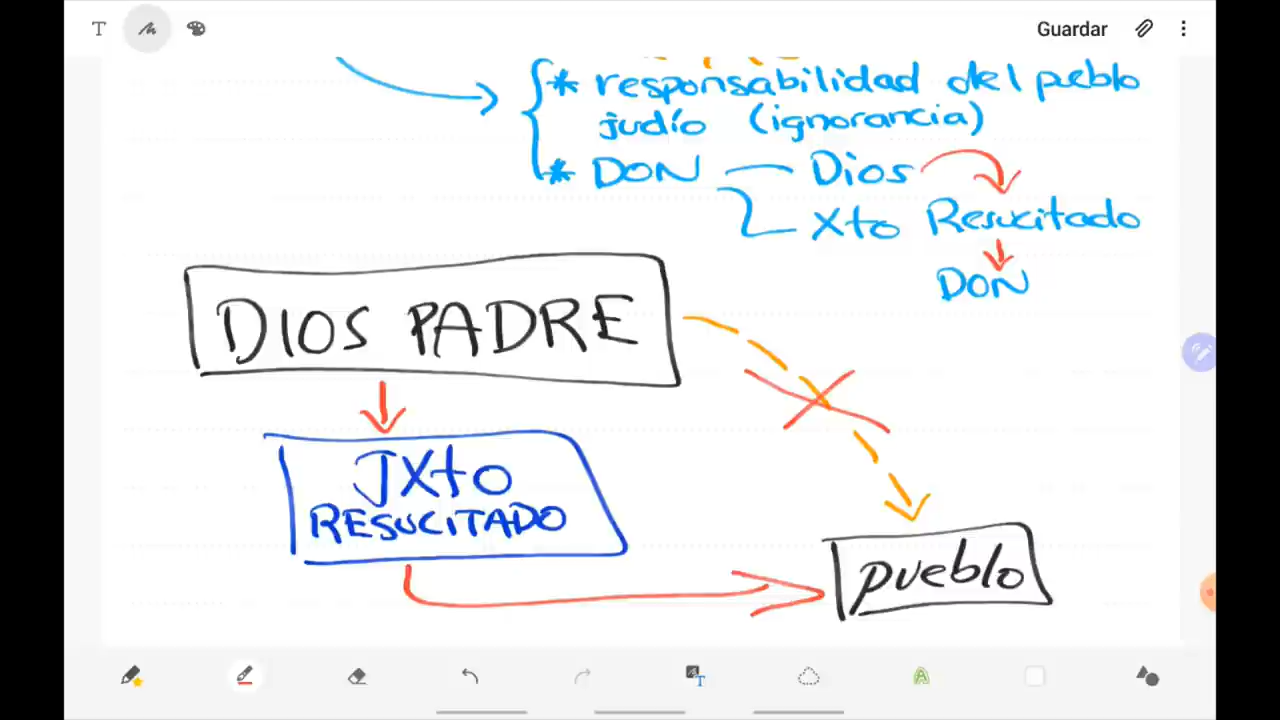 Guardar
* responsabilidad del pueblo
judío (ignorancia)
* DON — Dios
Xto Resucitado
DON
DIOS PADRE
JXto
RESUCITADO
pueblo